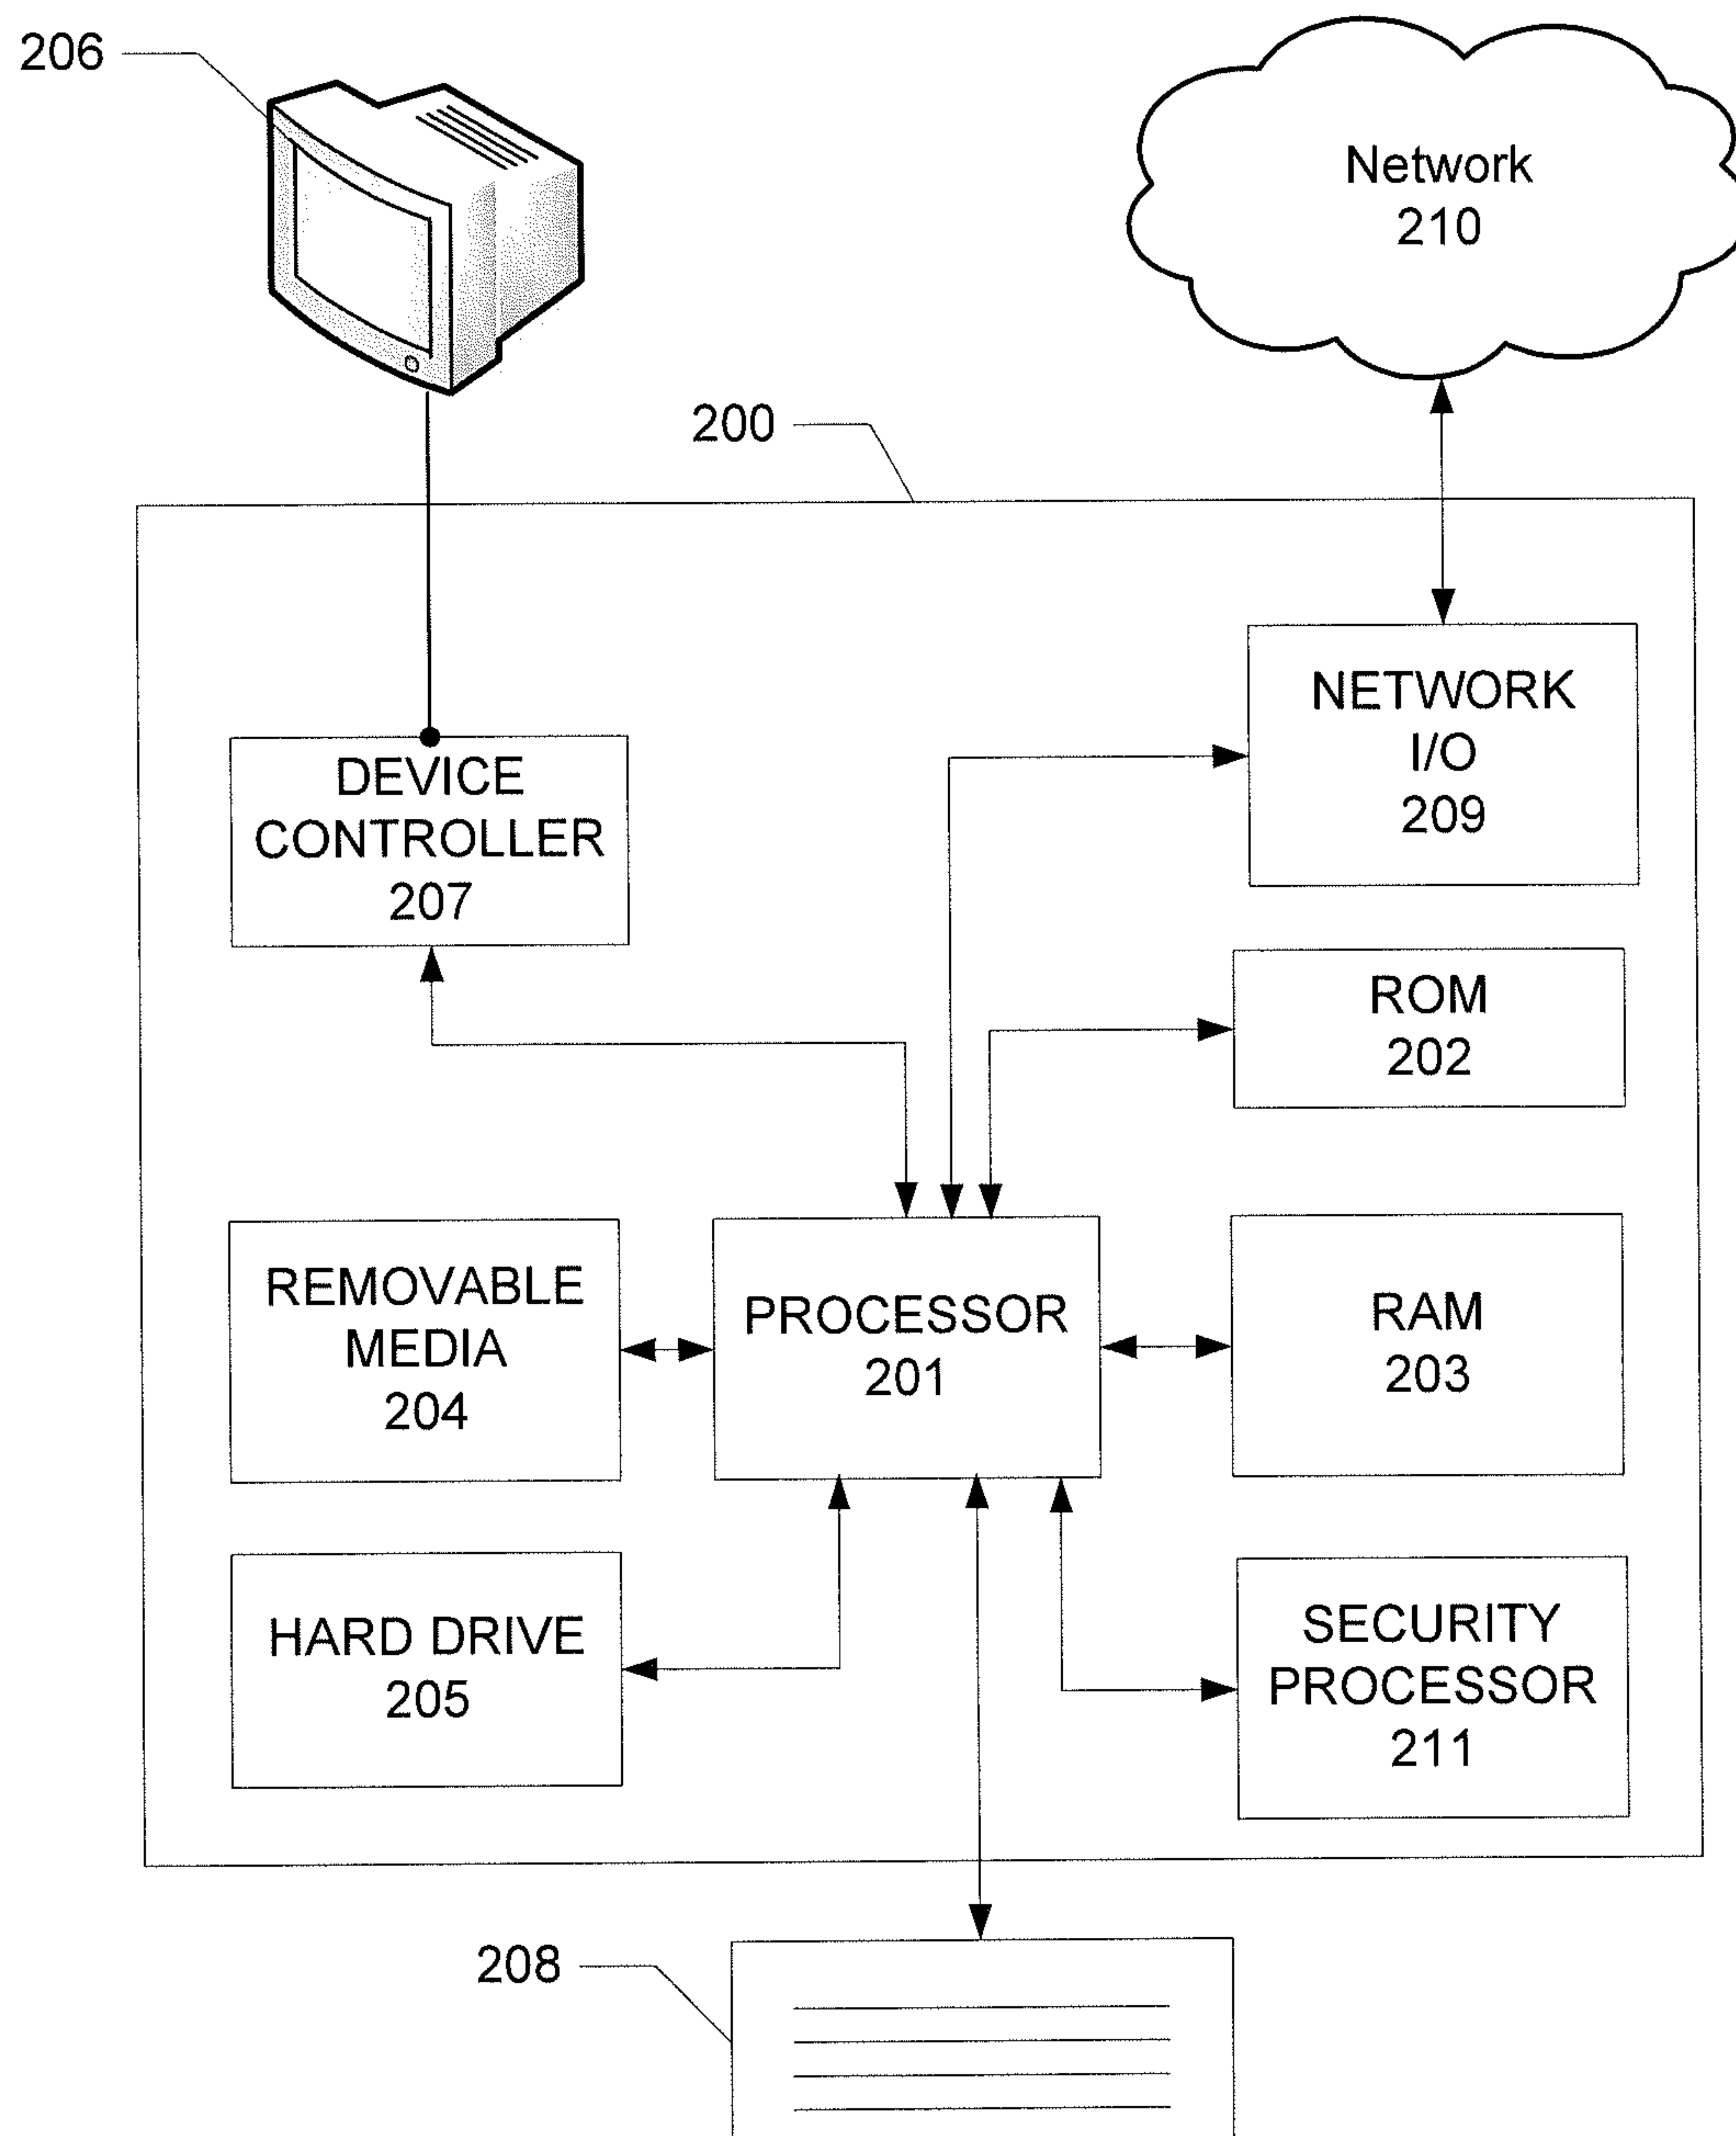 206
Network
210
200
NETWORK
I/O
209
DEVICE
CONTROLLER
207
ROM
202
REMOVABLE
MEDIA
204
PROCESSOR
201
RAM
203
HARD DRIVE
205
SECURITY
PROCESSOR
211
208